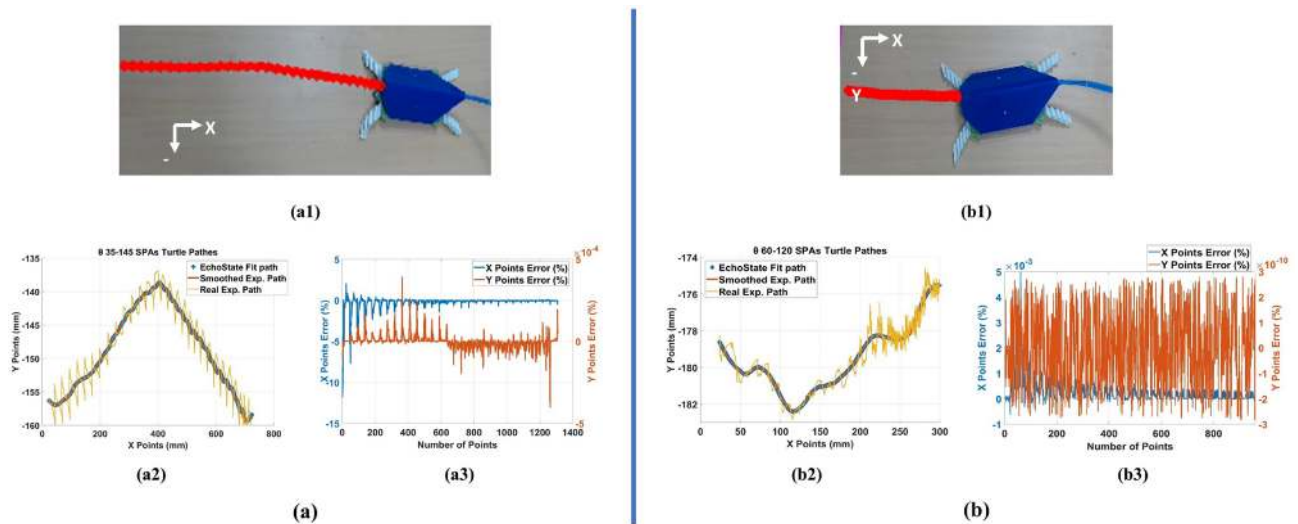 X
-
(a1)
X
-
Y
(b1)
θ 35-145 SPAs Turtle Pathes
EchoState Fit path
Smoothed Exp. Path
Real Exp. Path
-135
-140
-145
-150
-155
-160
Y Points (mm)
0
200
400
600
800
X Points (mm)
(a2)
X Points Error (%)
Y Points Error (%)
5
0
-5
-10
-15
X Points Error (%)
5 ×10⁻⁴
0
-5
Y Points Error (%)
0 200 400 600 800 1000 1200 1400
Number of Points
(a3)
(a)
θ 60-120 SPAs Turtle Pathes
EchoState Fit path
Smoothed Exp. Path
Real Exp. Path
-174
-176
-178
-180
-182
Y Points (mm)
0 50 100 150 200 250 300
X Points (mm)
(b2)
X Points Error (%)
Y Points Error (%)
5 ×10⁻³
4
3
2
1
0
-1
X Points Error (%)
3 ×10⁻¹⁰
2
1
0
-1
-2
-3
Y Points Error (%)
0 200 400 600 800
Number of Points
(b3)
(b)